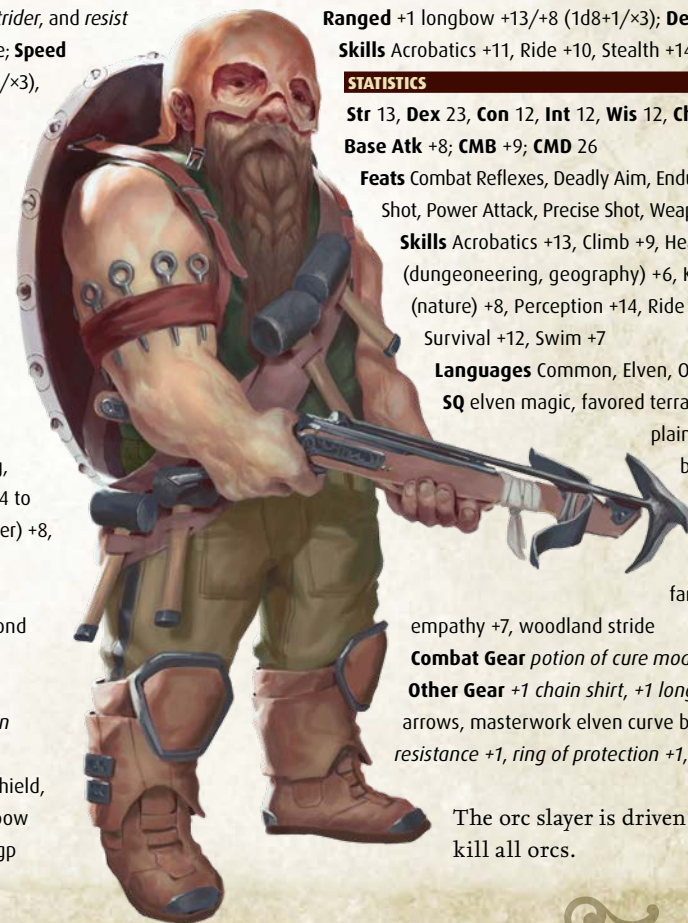 trider, and resist
e; Speed
/×3),
g,
4 to
er) +8,
ond
n
hield,
ow
gp
Ranged +1 longbow +13/+8 (1d8+1/×3); De
Skills Acrobatics +11, Ride +10, Stealth +14
STATISTICS
Str 13, Dex 23, Con 12, Int 12, Wis 12, Ch
Base Atk +8; CMB +9; CMD 26
Feats Combat Reflexes, Deadly Aim, Endu
Shot, Power Attack, Precise Shot, Weap
Skills Acrobatics +13, Climb +9, Hea
(dungeoneering, geography) +6, K
(nature) +8, Perception +14, Ride
Survival +12, Swim +7
Languages Common, Elven, O
SQ elven magic, favored terra
plain
b
far
empathy +7, woodland stride
Combat Gear potion of cure mod
Other Gear +1 chain shirt, +1 long
arrows, masterwork elven curve b
resistance +1, ring of protection +1,
The orc slayer is driven
kill all orcs.